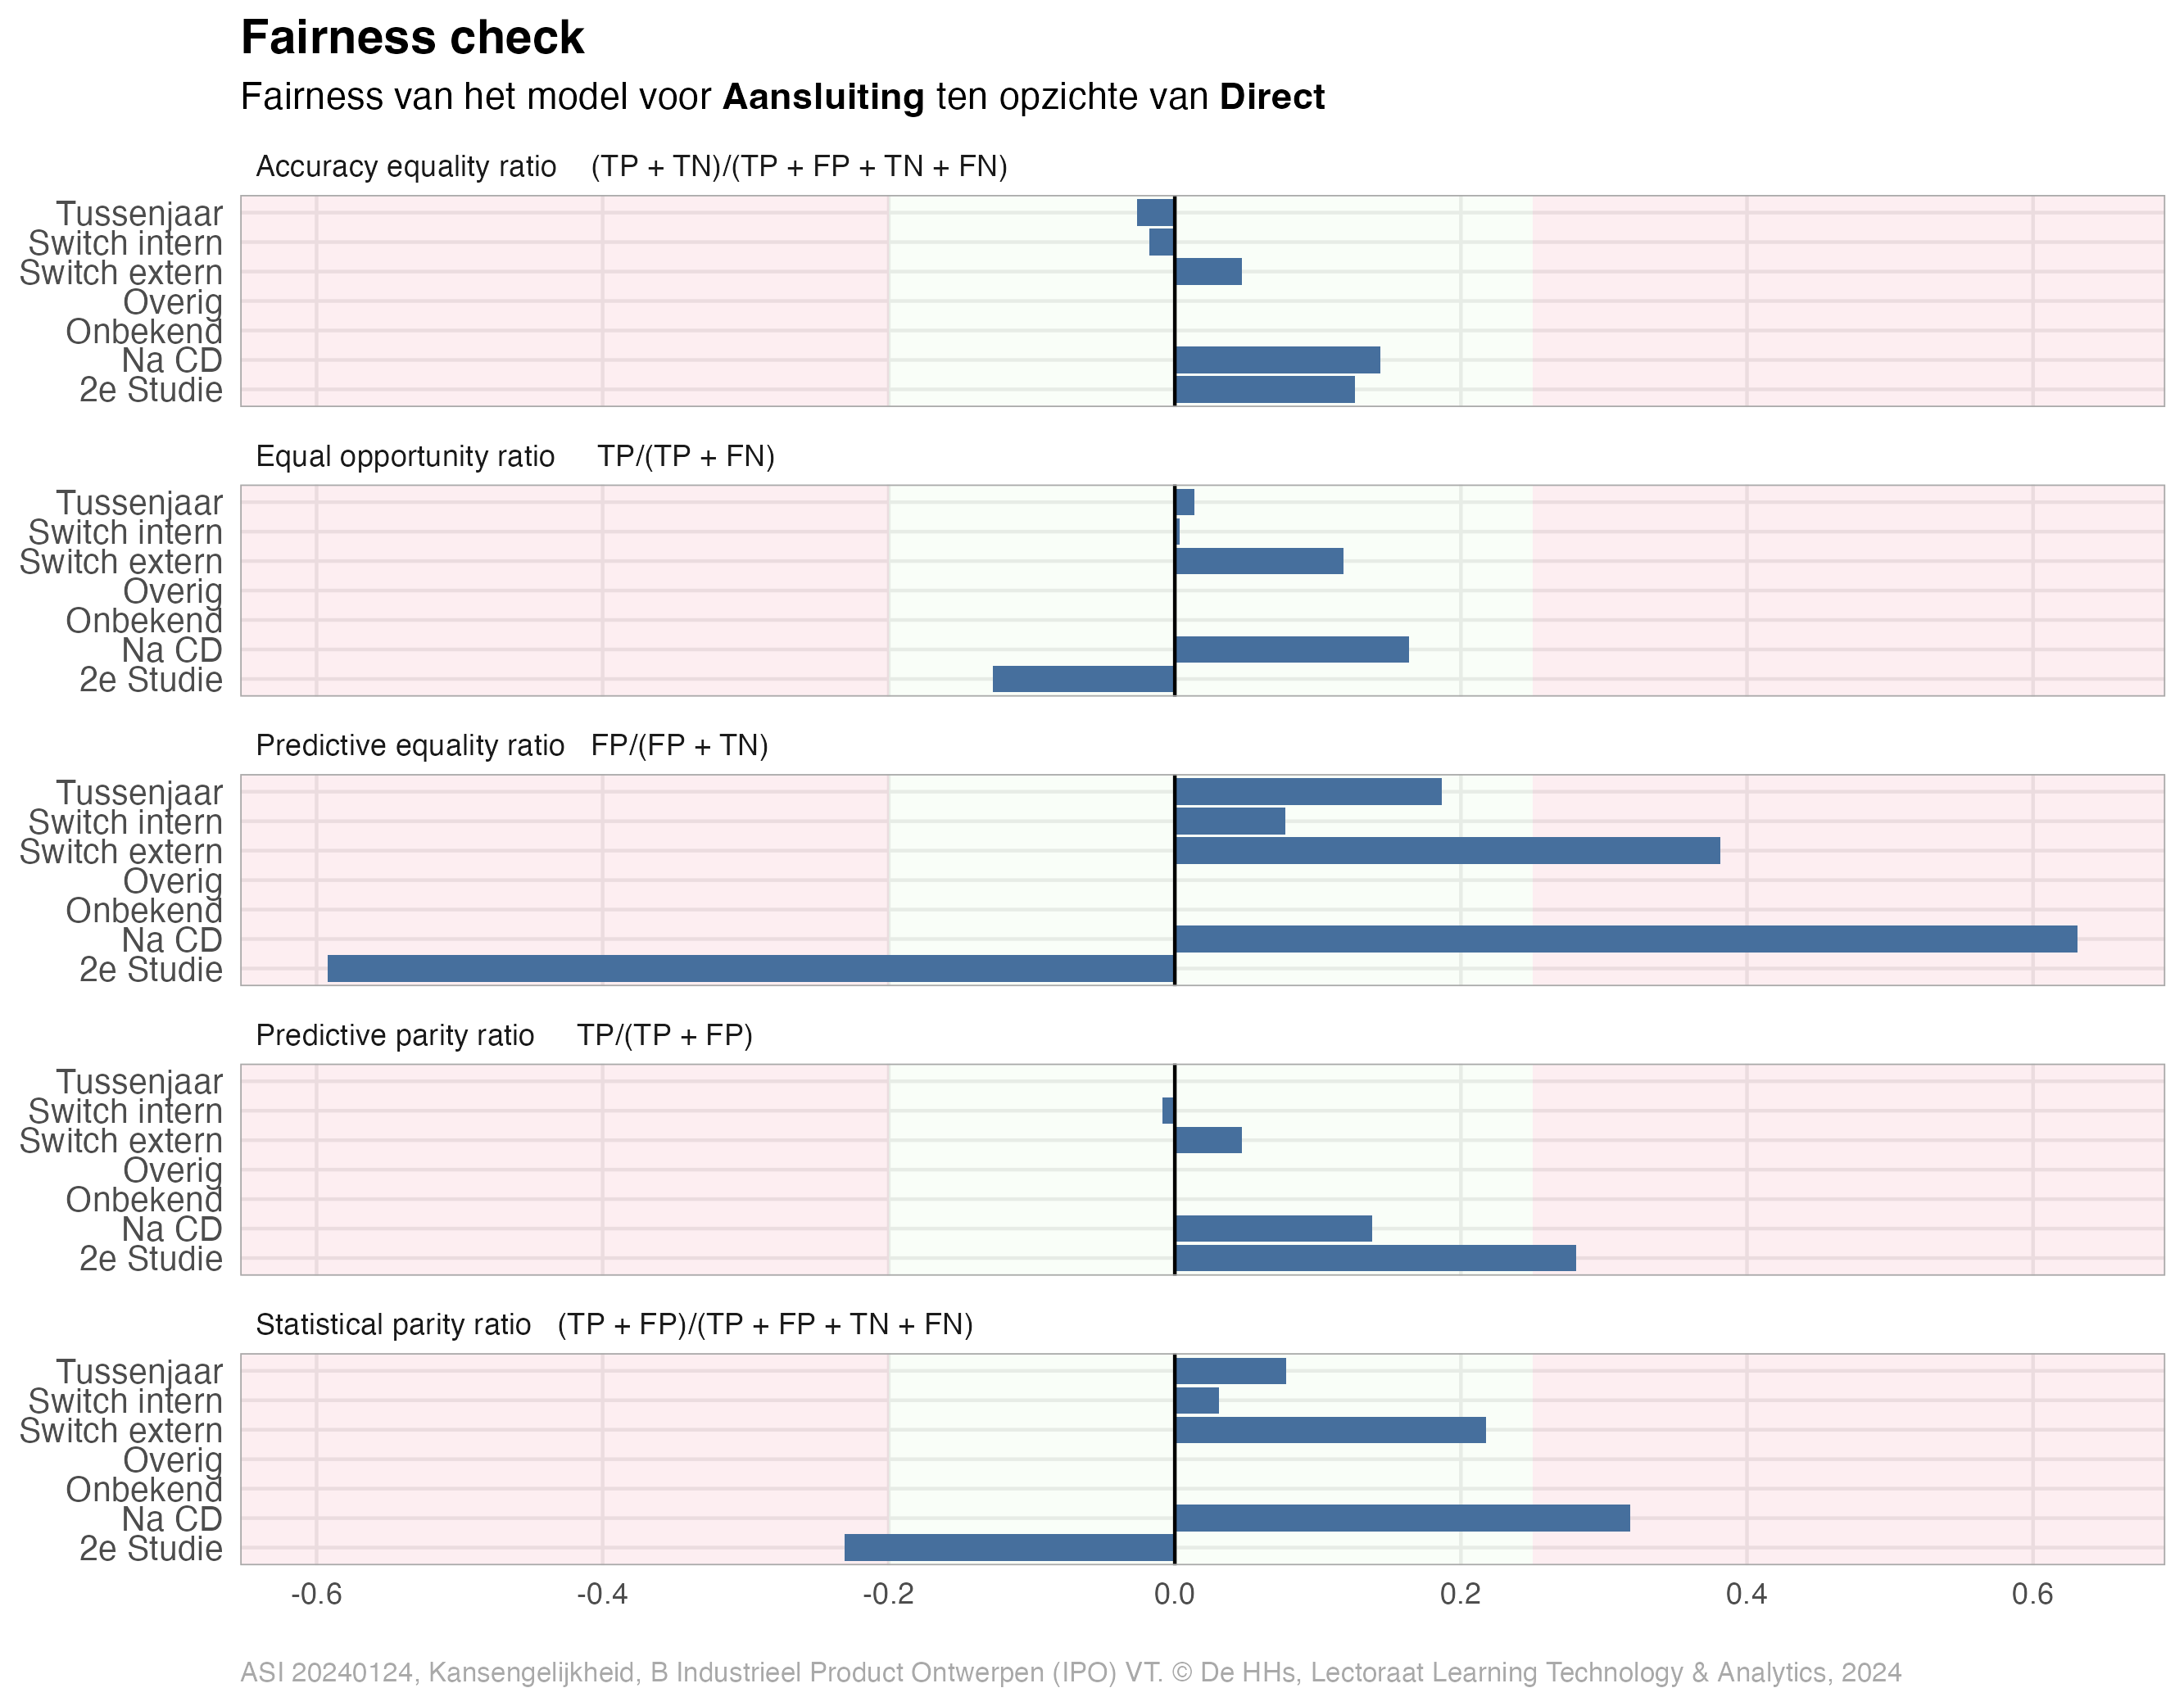 Fairness check
Fairness van het model voor Aansluiting ten opzichte van Direct
Accuracy equality ratio (TP + TN)/(TP + FP + TN + FN)
Tussenjaar
Switch intern
Switch extern
Overig
Onbekend
Na CD
2e Studie
Equal opportunity ratio TP/(TP + FN)
Tussenjaar
Switch intern
Switch extern
Overig
Onbekend
Na CD
2e Studie
Predictive equality ratio FP/(FP + TN)
Tussenjaar
Switch intern
Switch extern
Overig
Onbekend
Na CD
2e Studie
Predictive parity ratio TP/(TP + FP)
Tussenjaar
Switch intern
Switch extern
Overig
Onbekend
Na CD
2e Studie
Statistical parity ratio (TP + FP)/(TP + FP + TN + FN)
Tussenjaar
Switch intern
Switch extern
Overig
Onbekend
Na CD
2e Studie
-0.6 -0.4 -0.2 0.0 0.2 0.4 0.6
ASI 20240124, Kansengelijkheid, B Industrieel Product Ontwerpen (IPO) VT. © De HHs, Lectoraat Learning Technology & Analytics, 2024